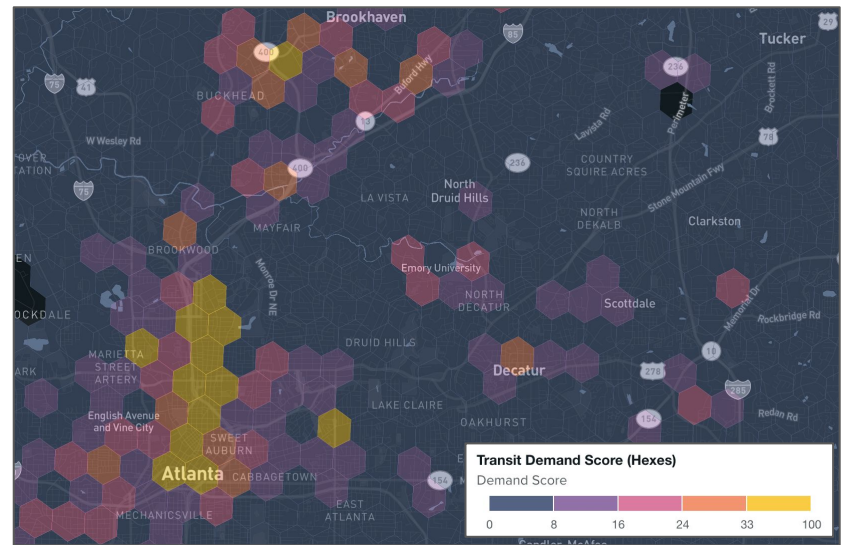 Brookhaven
29
Tucker
85
400
236
75
41
Buford Hwy
Brockett Rd
BUCKHEAD
Perimeter
13
Lavista Rd
78
W Wesley Rd
236
COUNTRY
SQUIRE ACRES
400
Stone Mountain Fwy
75
North
Druid Hills
LA VISTA
NORTH
DEKALB
Clarkston
MAYFAIR
BROOKWOOD
EN
Monroe Dr NE
Emory University
NORTH
DECATUR
Scottdale
OCKDALE
Memorial Dr
Rockbridge Rd
DRUID HILLS
10
MARIETTA
STREET
ARTERY
ARK
Decatur
278
285
LAKE CLAIRE
English Avenue
and Vine City
154
Redan Rd
OAKHURST
SWEET
AUBURN
Atlanta
CABBAGETOWN
154
E
M
EAST
ATLANTA
MECHANICSVILLE
Transit Demand Score (Hexes)
Demand Score
0 8 16 24 33 100